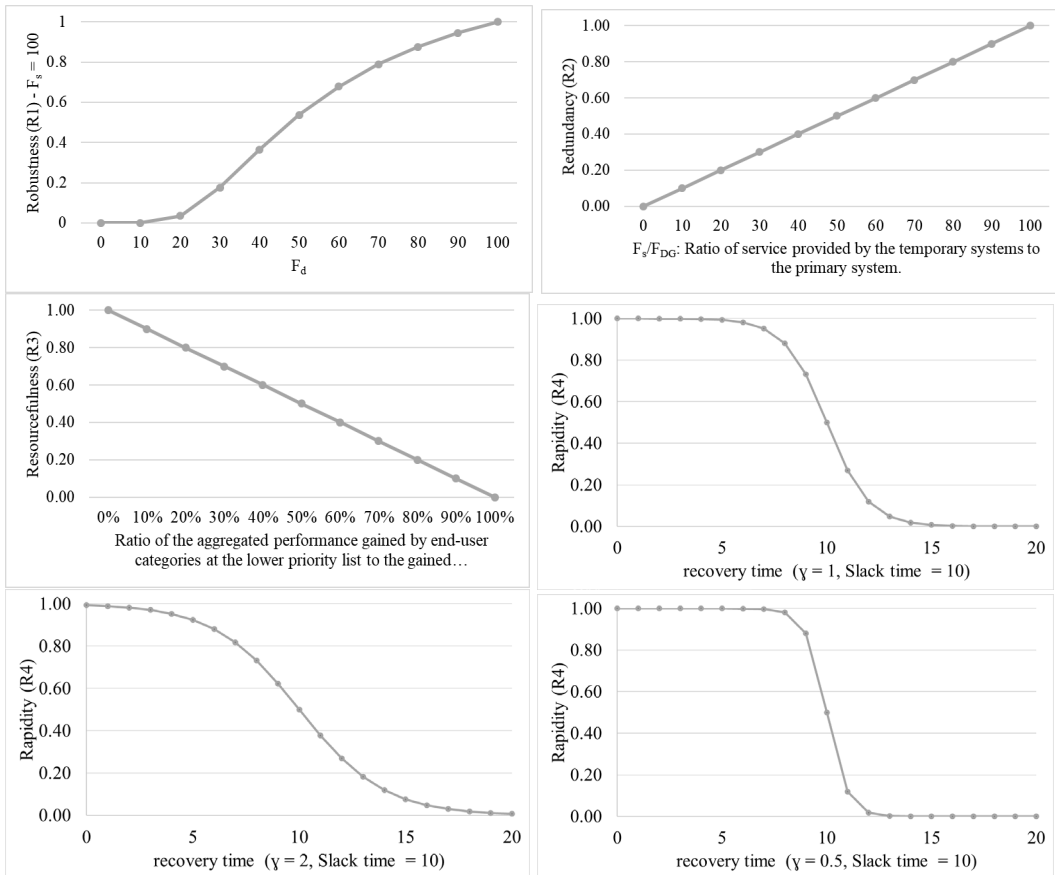 Robustness (R1) - Fs = 100
1
0.8
0.6
0.4
0.2
0
0 10 20 30 40 50 60 70 80 90 100
Fd
Redundancy (R2)
1.00
0.80
0.60
0.40
0.20
0.00
0 10 20 30 40 50 60 70 80 90 100
Fs/FDG: Ratio of service provided by the temporary systems to
the primary system.
Resourcefulness (R3)
1.00
0.80
0.60
0.40
0.20
0.00
0% 10% 20% 30% 40% 50% 60% 70% 80% 90% 100%
Ratio of the aggregated performance gained by end-user
categories at the lower priority list to the gained…
Rapidity (R4)
1.00
0.80
0.60
0.40
0.20
0.00
0 5 10 15 20
recovery time (ɣ = 1, Slack time = 10)
Rapidity (R4)
1.00
0.80
0.60
0.40
0.20
0.00
0 5 10 15 20
recovery time (ɣ = 2, Slack time = 10)
Rapidity (R4)
1.00
0.80
0.60
0.40
0.20
0.00
0 5 10 15 20
recovery time (ɣ = 0.5, Slack time = 10)